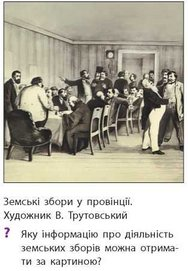 Земські збори у провінції.
Художник В. Трутовський
? Яку інформацію про діяльність
земських зборів можна отрима-
ти за картиною?